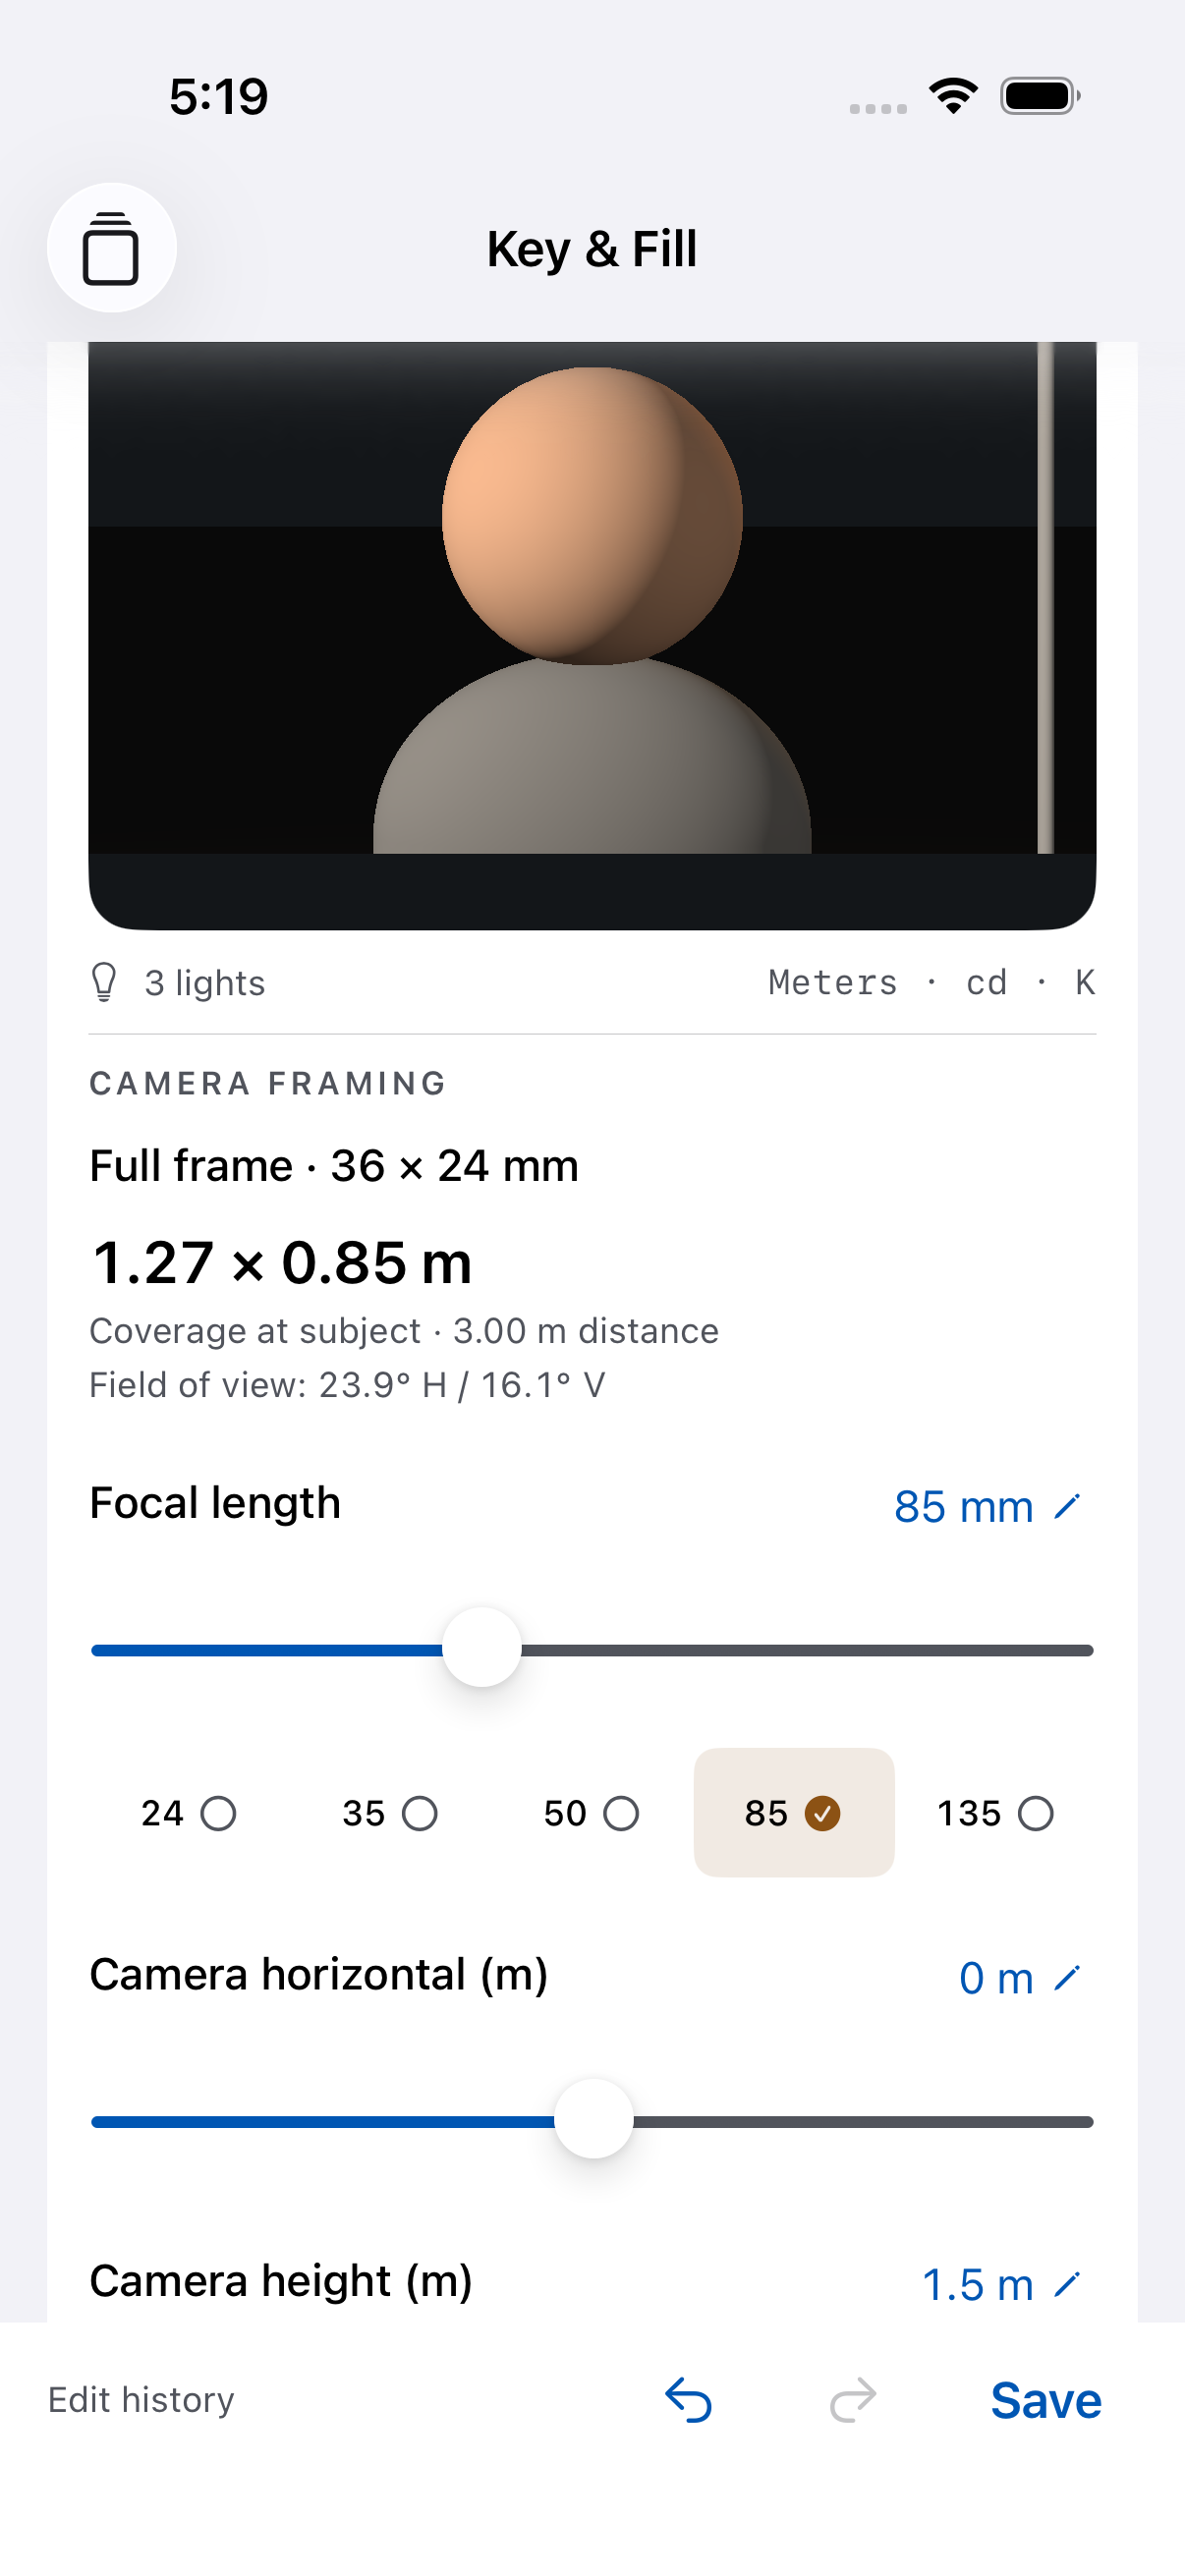 5:19
Key & Fill
3 lights
Meters · cd · K
CAMERA FRAMING
Full frame · 36 × 24 mm
1.27 × 0.85 m
Coverage at subject · 3.00 m distance
Field of view: 23.9° H / 16.1° V
Focal length
85 mm
24
35
50
85
135
Camera horizontal (m)
0 m
Camera height (m)
1.5 m
Edit history
Save